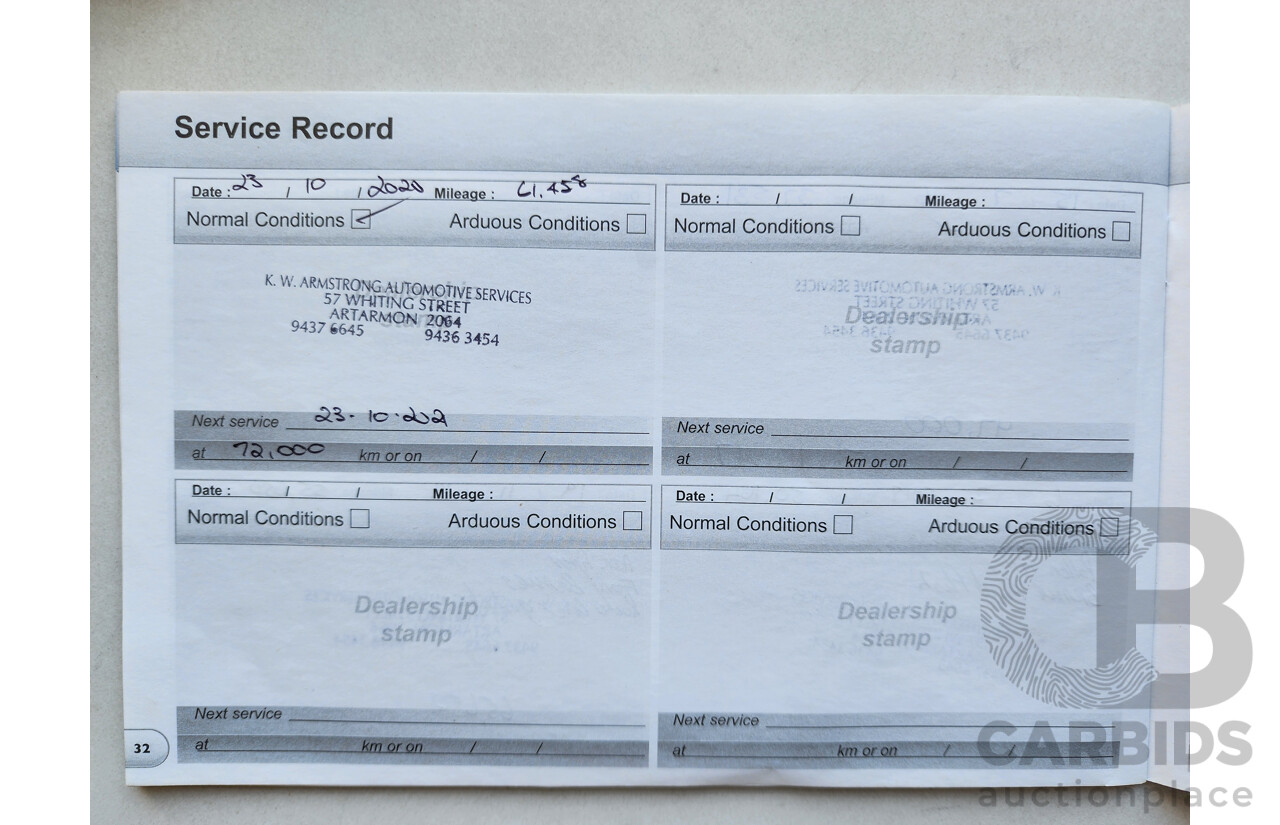 Service Record
Date : 23 / 10 / 2020 Mileage : 61,458
Normal Conditions Arduous Conditions
K. W. ARMSTRONG AUTOMOTIVE SERVICES
57 WHITING STREET
ARTARMON 2064
9437 6645 9436 3454
Next service 23-10-2021
at 72,000 km or on / /
Date : / / Mileage :
Normal Conditions Arduous Conditions
Dealership
stamp
Next service
at km or on / /
Date : / / Mileage :
Normal Conditions Arduous Conditions
Dealership
stamp
Next service
at km or on / /
Date : / / Mileage :
Normal Conditions Arduous Conditions
Dealership
stamp
Next service
at km or on / /
32
CB
CARBIDS
auctionplace